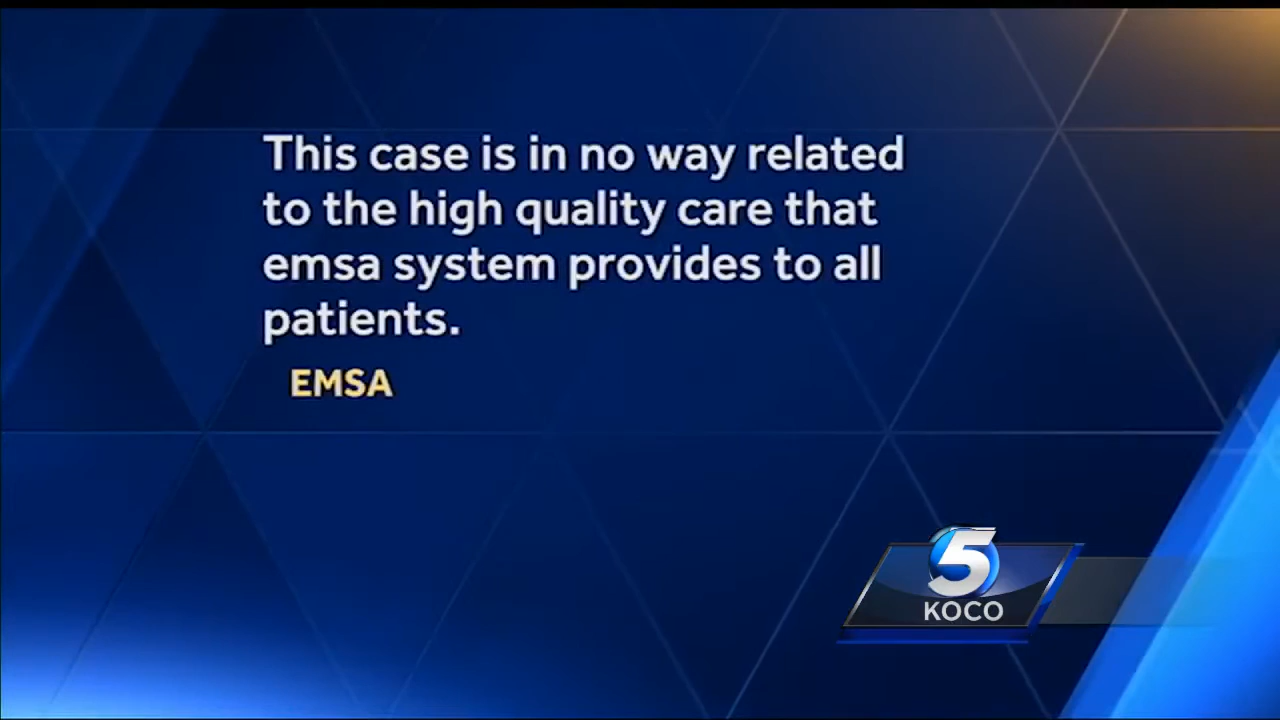 This case is in no way related
to the high quality care that
emsa system provides to all
patients.
EMSA
5
KOCO